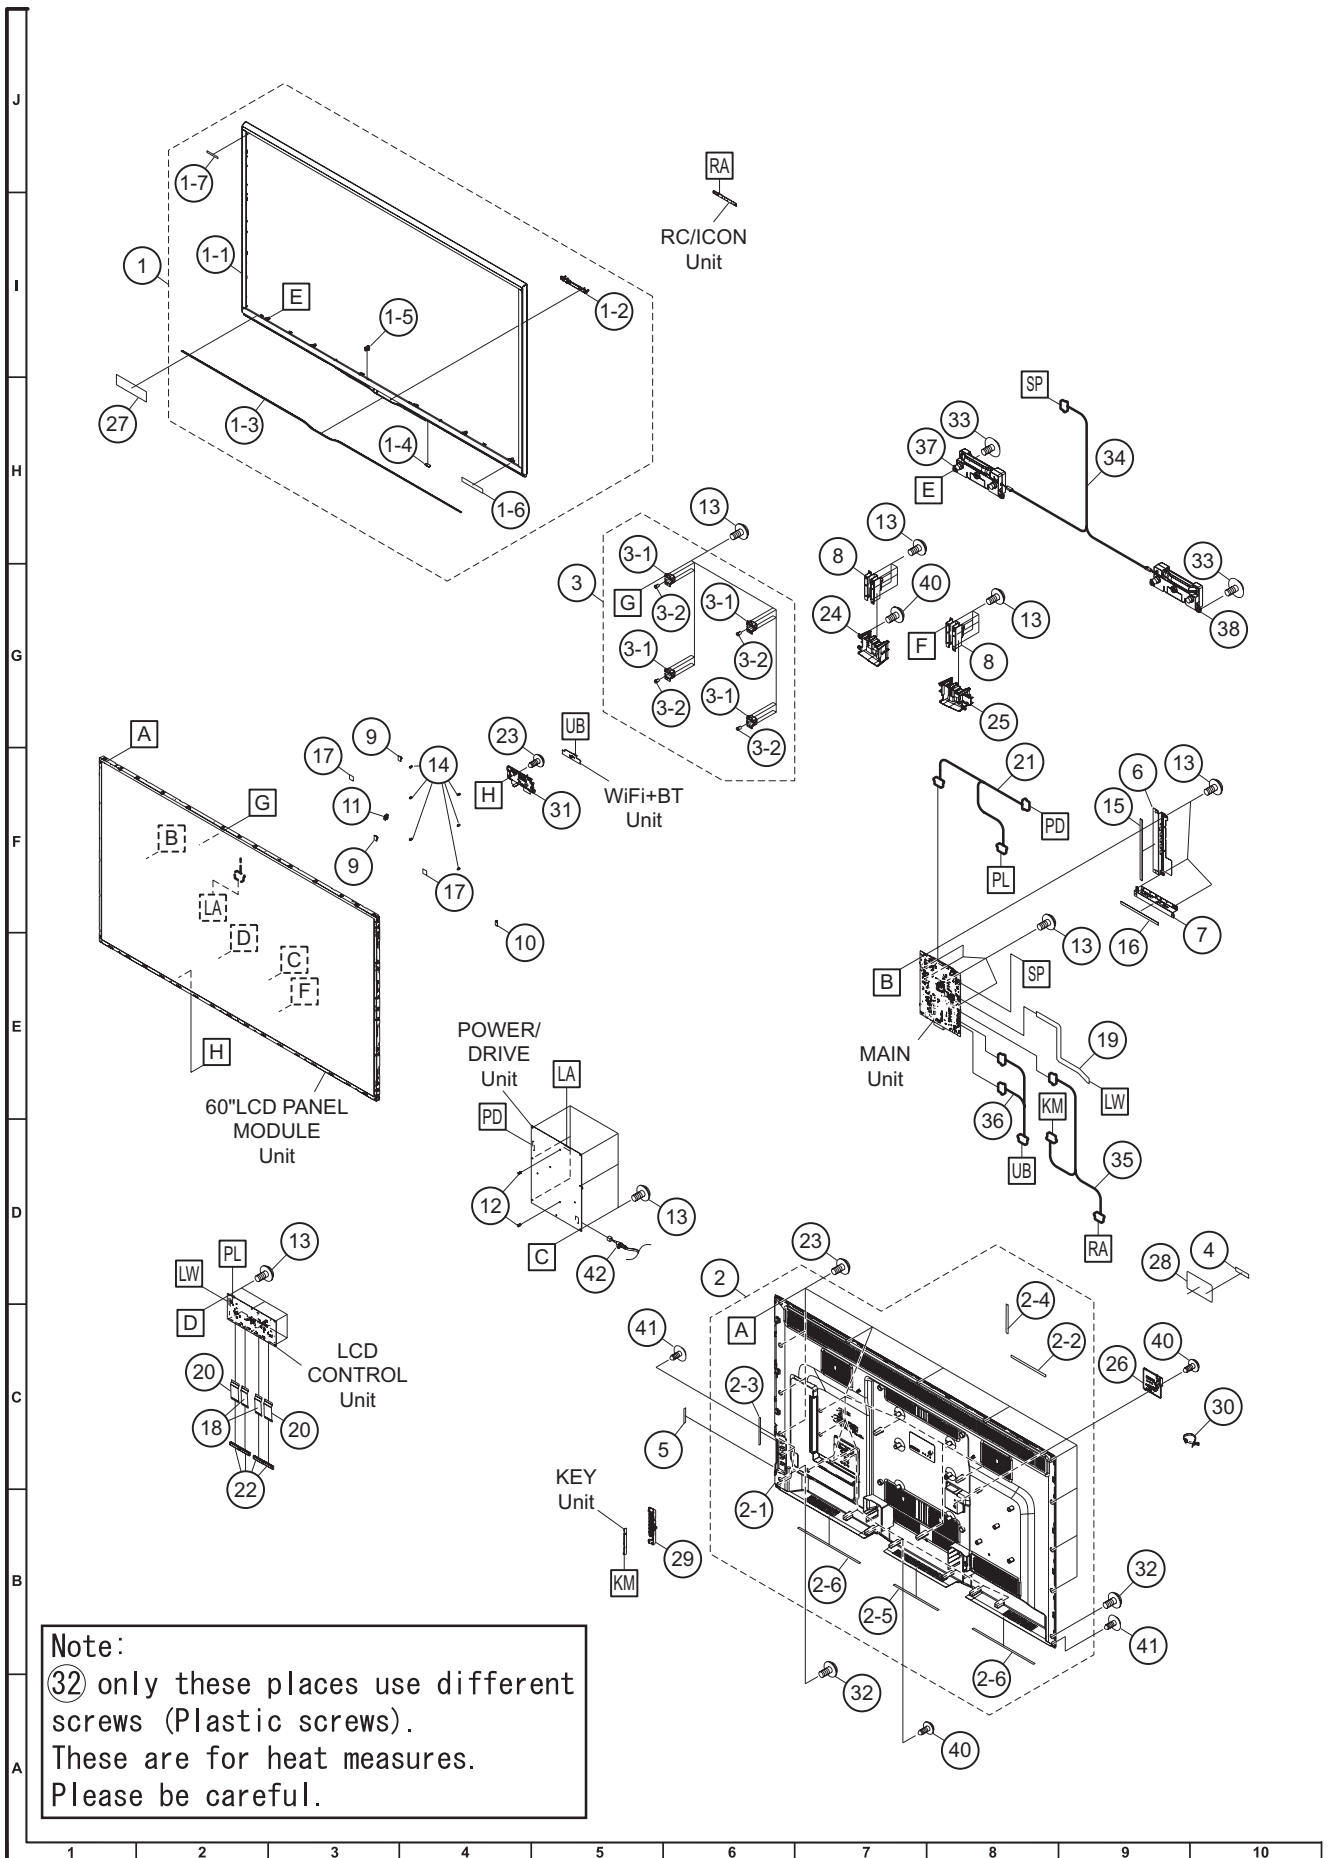 J
1-7
RA
RC/ICON
Unit
1
1-1
I
E
1-5
1-2
27
1-3
1-4
1-6
H
SP
33
37
34
E
33
38
13
3-1
3
G
3-2
3-1
3-2
3-1
3-2
3-1
3-2
13
8
24
40
13
F
8
25
G
A
17
9
14
23
UB
H
31
WiFi+BT
Unit
11
9
17
10
G
B
LA
D
C
F
H
60"LCD PANEL
MODULE
Unit
F
21
6
13
15
PD
PL
16
7
13
B
SP
MAIN
Unit
19
LW
KM
36
UB
35
RA
E
POWER/
DRIVE
Unit
LA
PD
12
13
C
42
D
PL
13
LW
D
LCD
CONTROL
Unit
20
18
20
22
C
2
23
A
2-4
2-2
28
4
41
2-3
5
26
40
30
2-1
KEY
Unit
KM
29
2-6
2-5
2-6
32
41
32
40
B
Note:
32 only these places use different
screws (Plastic screws).
These are for heat measures.
Please be careful.
A
1 2 3 4 5 6 7 8 9 10